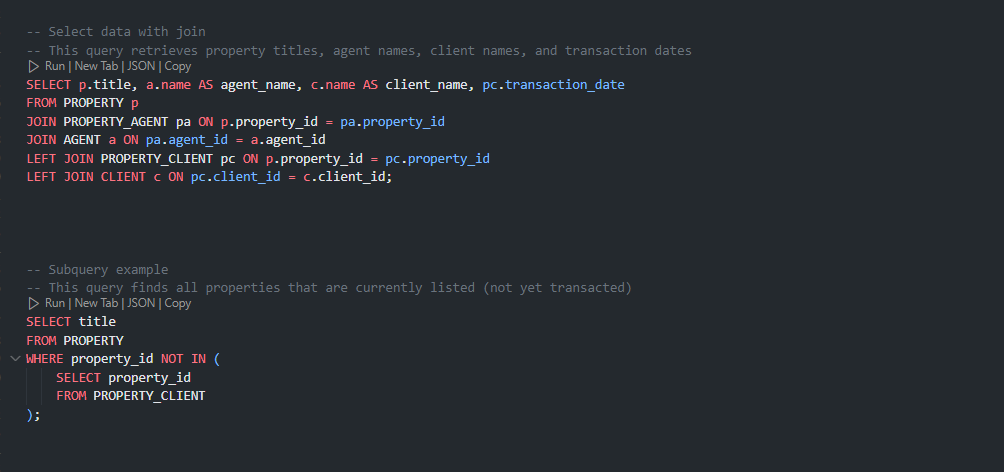 -- Select data with join
-- This query retrieves property titles, agent names, client names, and transaction dates
Run | New Tab | JSON | Copy
SELECT p.title, a.name AS agent_name, c.name AS client_name, pc.transaction_date
FROM PROPERTY p
JOIN PROPERTY_AGENT pa ON p.property_id = pa.property_id
JOIN AGENT a ON pa.agent_id = a.agent_id
LEFT JOIN PROPERTY_CLIENT pc ON p.property_id = pc.property_id
LEFT JOIN CLIENT c ON pc.client_id = c.client_id;
-- Subquery example
-- This query finds all properties that are currently listed (not yet transacted)
Run | New Tab | JSON | Copy
SELECT title
FROM PROPERTY
WHERE property_id NOT IN (
SELECT property_id
FROM PROPERTY_CLIENT
);